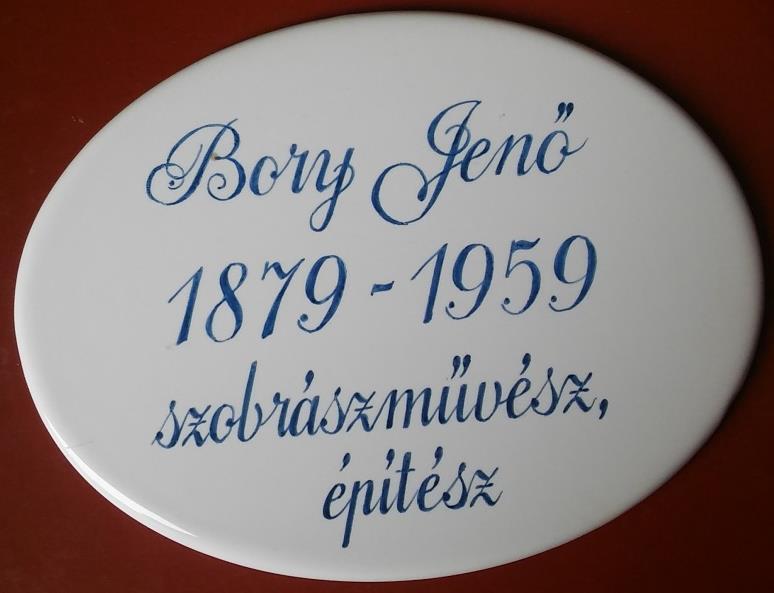 Bory Jenő
1879-1959
szobrászművész,
építész